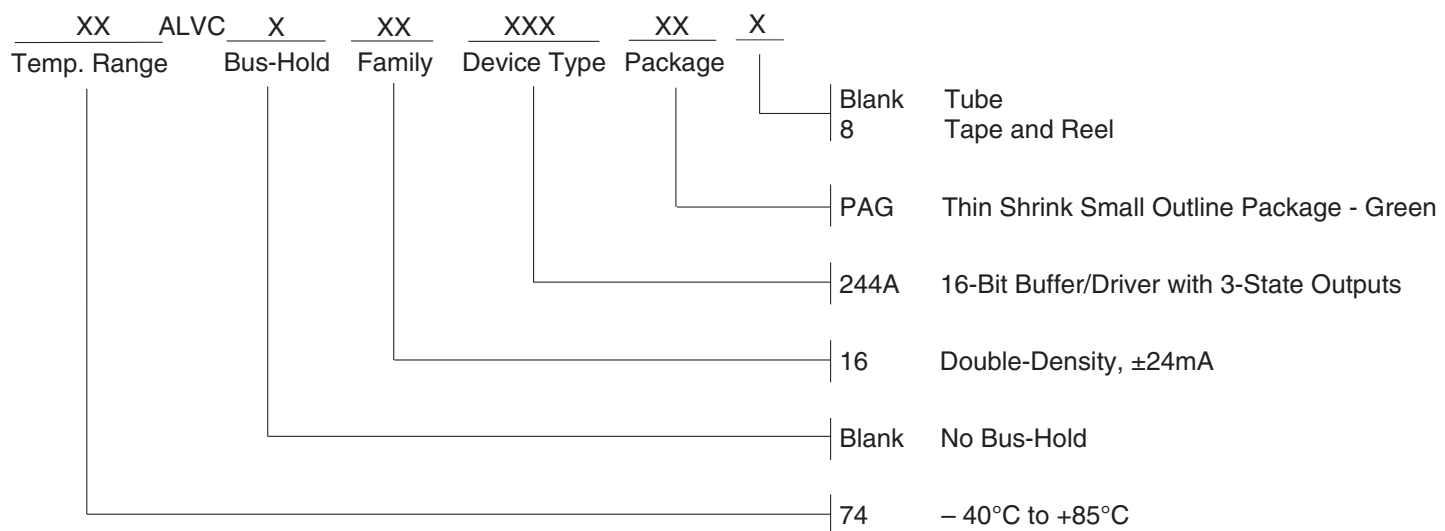 XX ALVC X XX XXX XX X
Temp. Range Bus-Hold Family Device Type Package
Blank Tube
8 Tape and Reel
PAG Thin Shrink Small Outline Package - Green
244A 16-Bit Buffer/Driver with 3-State Outputs
16 Double-Density, ±24mA
Blank No Bus-Hold
74 – 40°C to +85°C